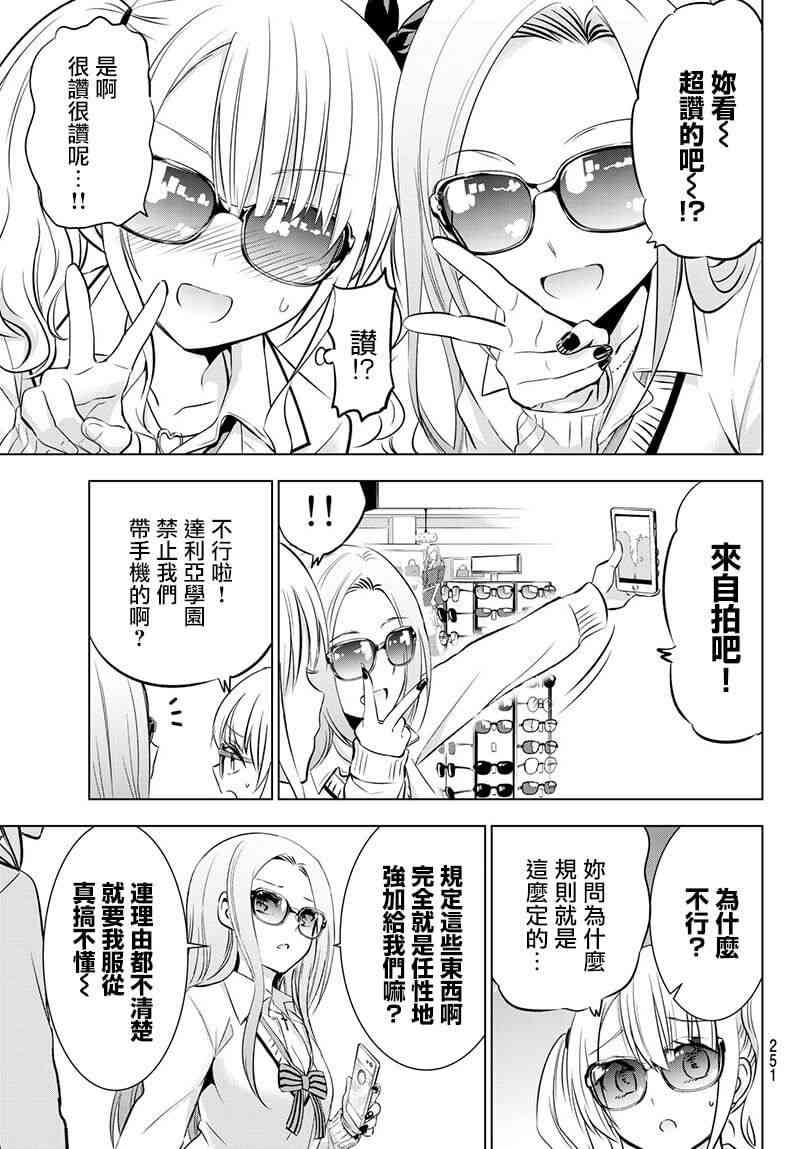 妳看～
超讚的吧～!?
讚!?
是啊
很讚很讚呢…!!
來自拍吧！
!!
不行啦！
達利亞學園
禁止我們
帶手機的啊？
為什麼
不行？
妳問為什麼
規則就是
這麼定的…
規定這些東西啊
完全就是任性地
強加給我們嘛？
連理由都不清楚
就要我服從
真搞不懂～
251